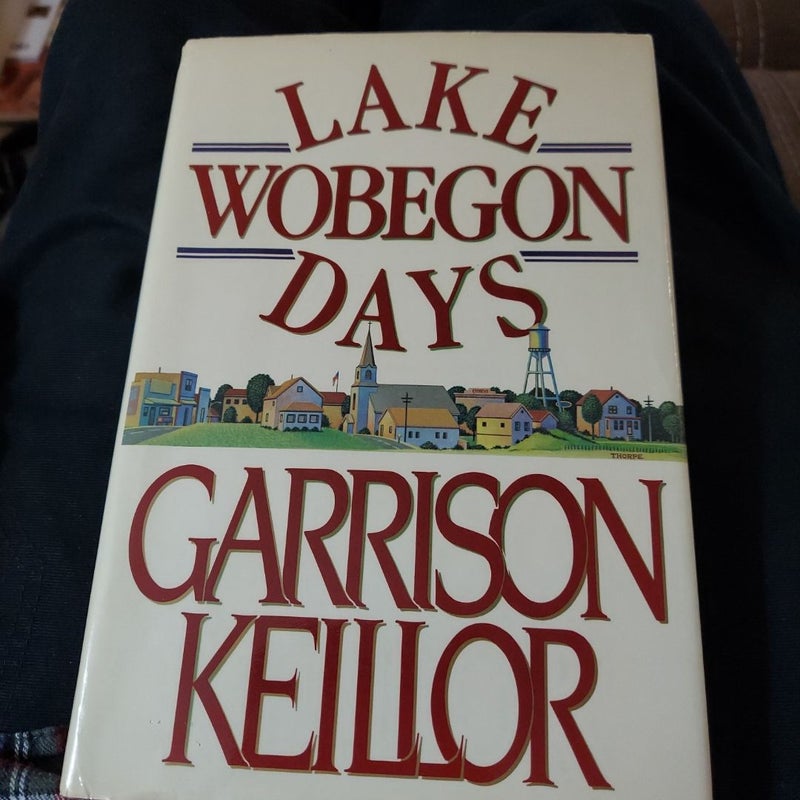 LAKE
WOBEGON
DAYS
THORPE
GARRISON
KEILLOR